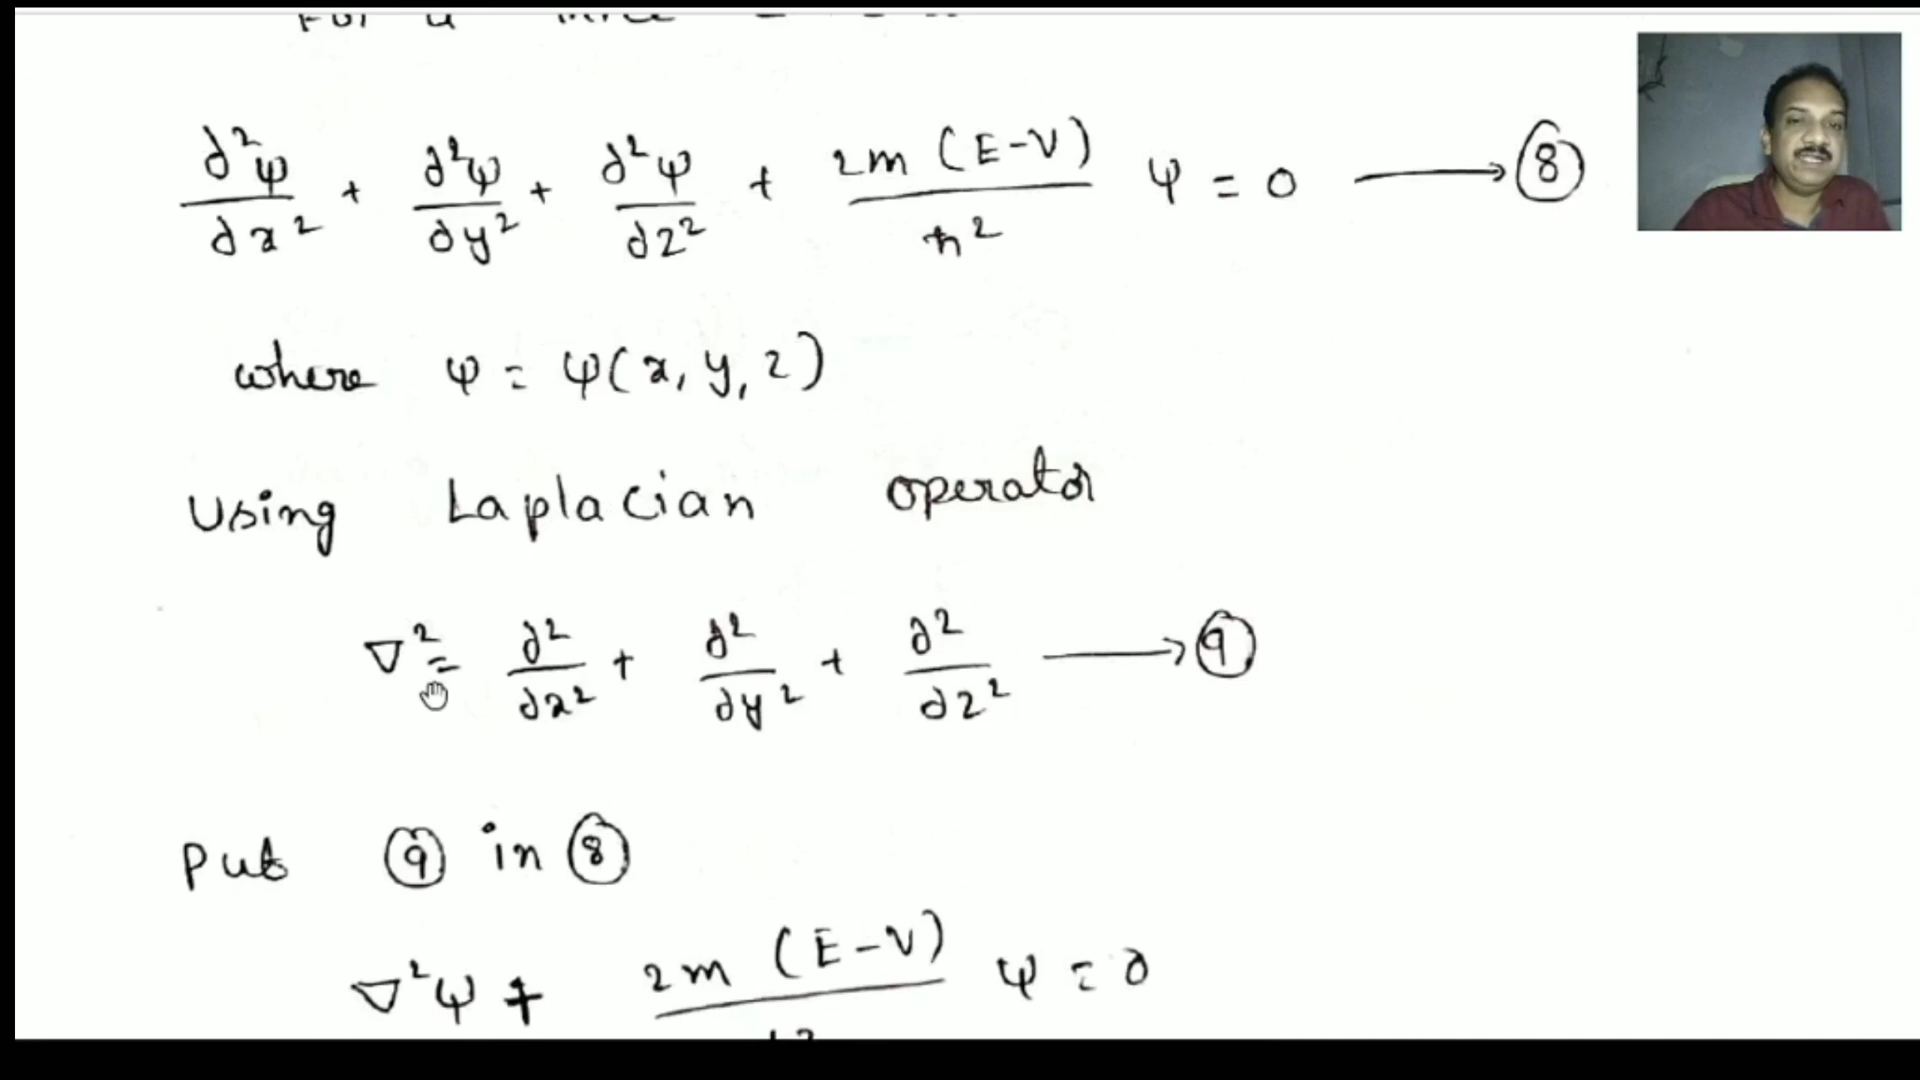 ∂²ψ/∂x² + ∂²ψ/∂y² + ∂²ψ/∂z² + 2m (E-V)/ħ² ψ = 0 ⟶ ⑧
where ψ = ψ(x, y, z)
Using Laplacian operator
∇² = ∂²/∂x² + ∂²/∂y² + ∂²/∂z² ⟶ ⑨
Put ⑨ in ⑧
∇²ψ + 2m (E-V) ψ = 0